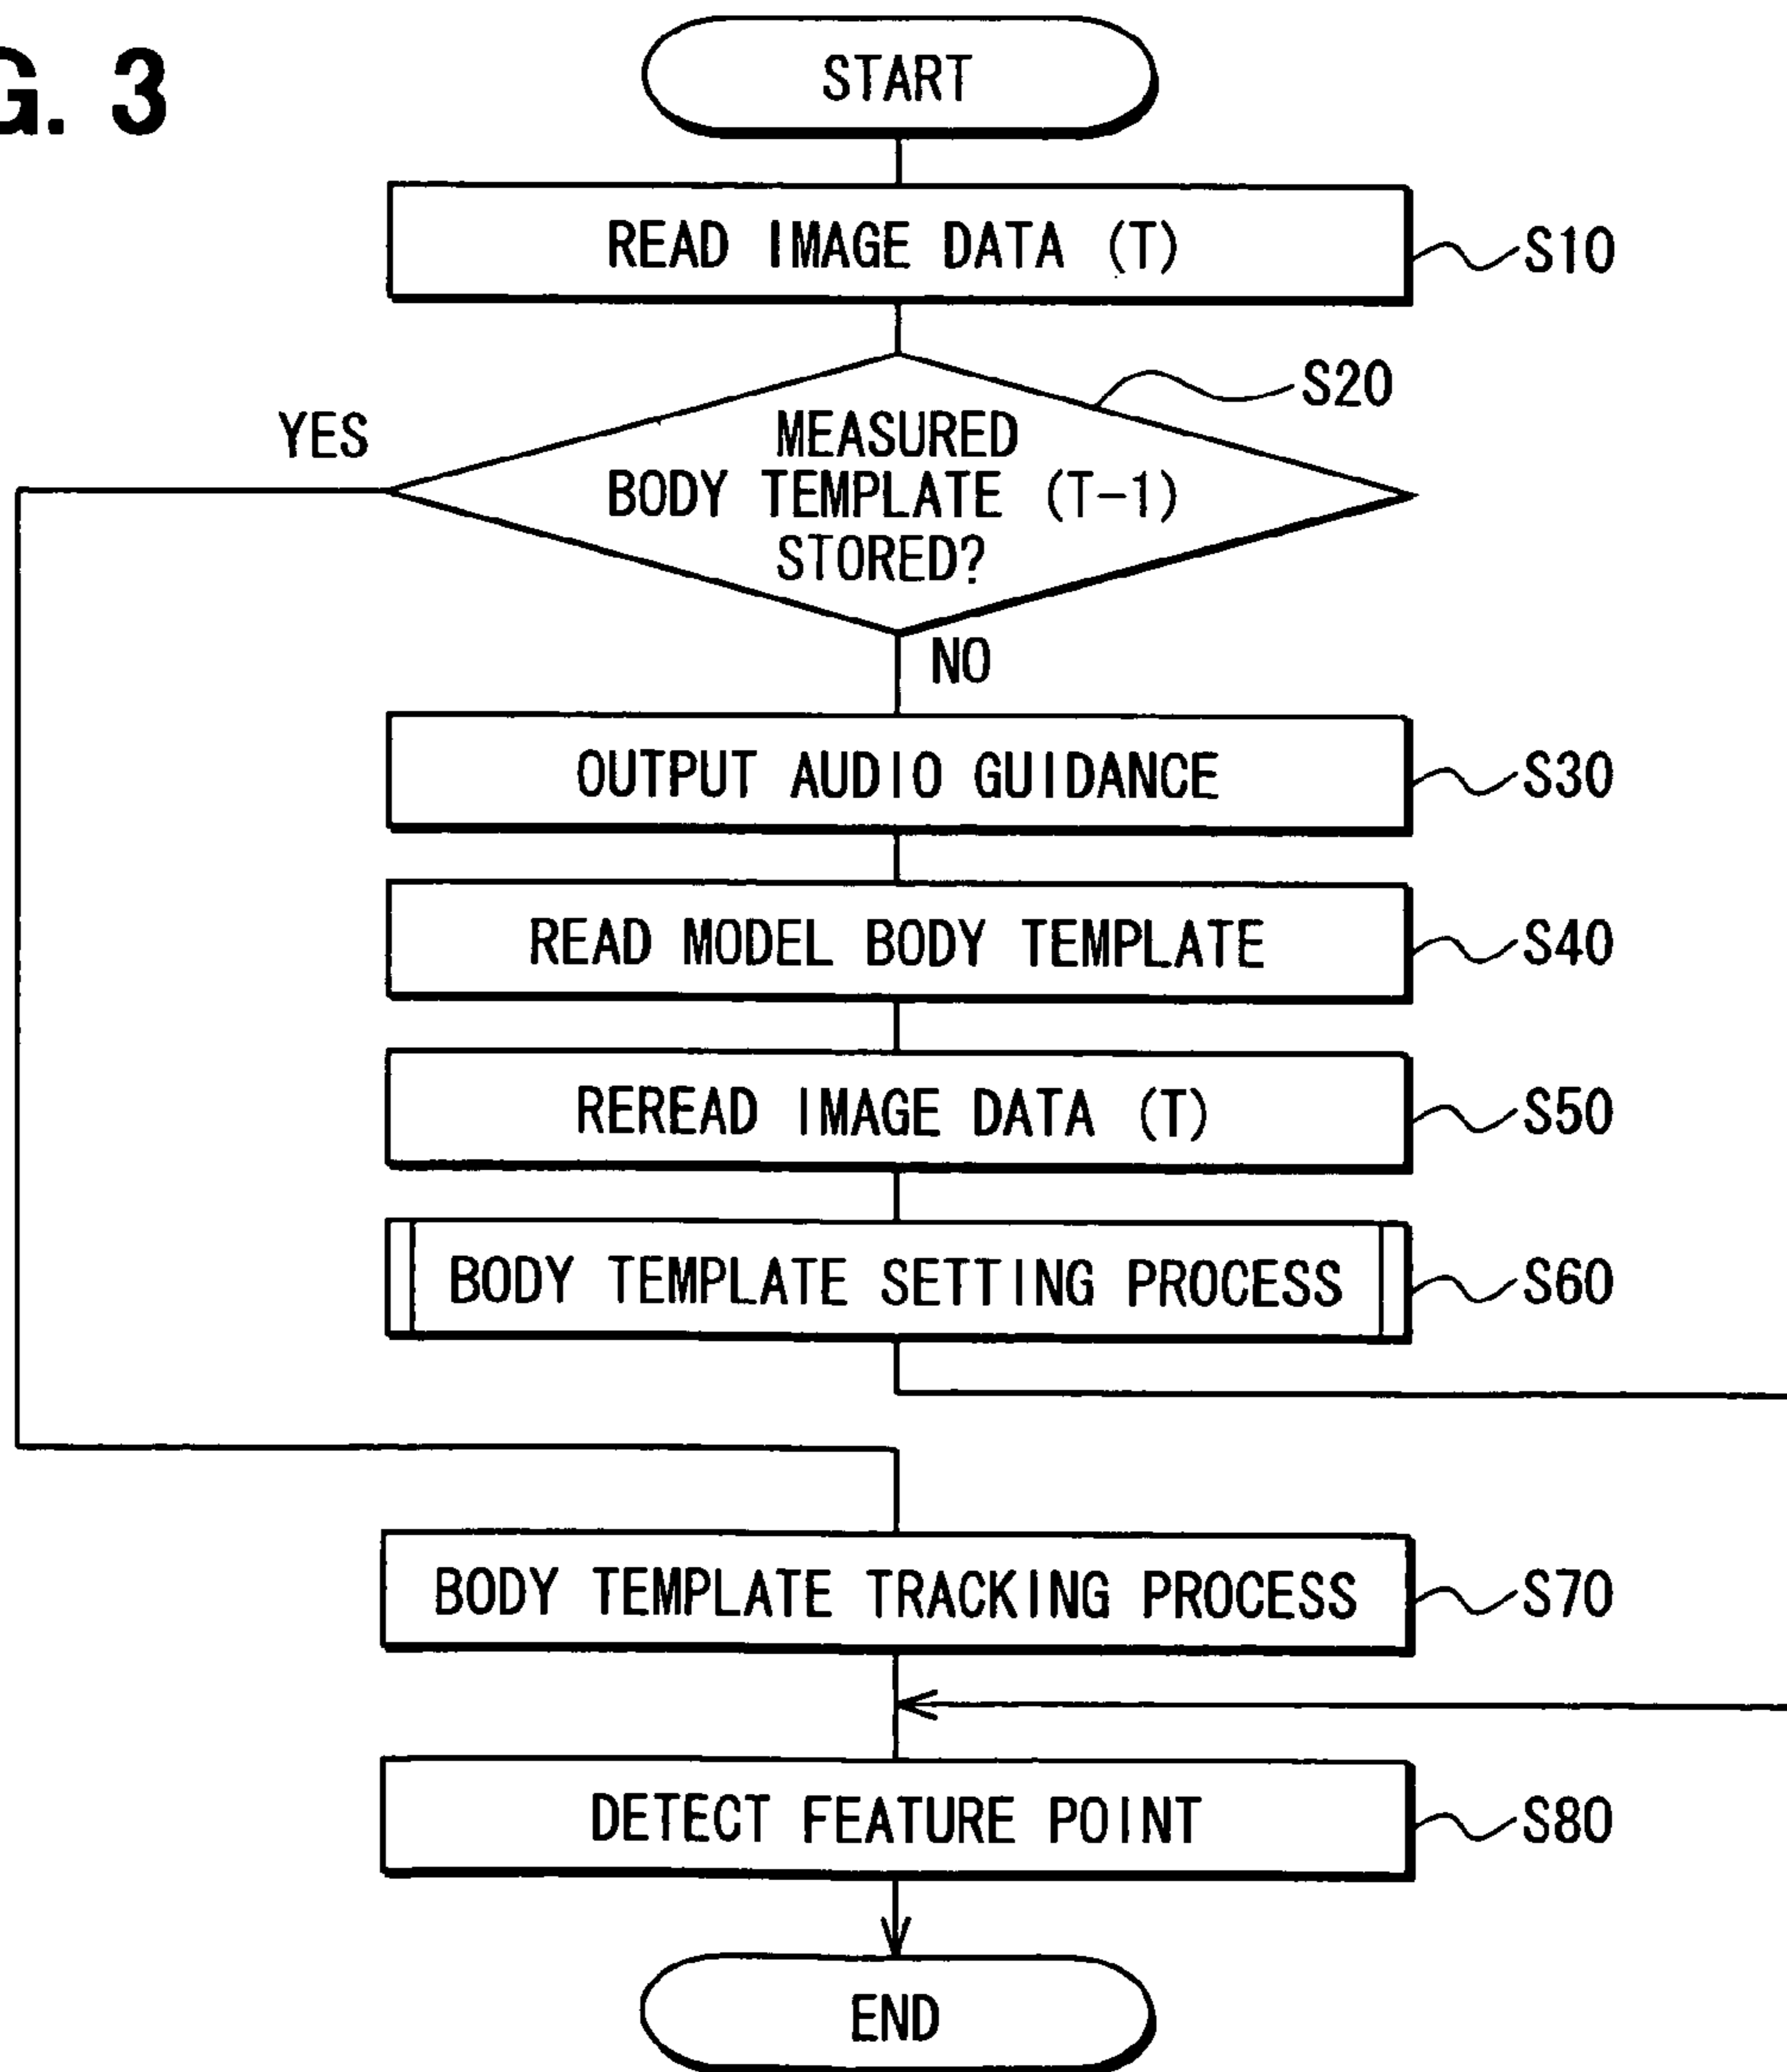 G. 3
START
READ IMAGE DATA (T)
S10
S20
YES
MEASURED
BODY TEMPLATE (T-1)
STORED?
NO
OUTPUT AUDIO GUIDANCE
S30
READ MODEL BODY TEMPLATE
S40
REREAD IMAGE DATA (T)
S50
BODY TEMPLATE SETTING PROCESS
S60
BODY TEMPLATE TRACKING PROCESS
S70
DETECT FEATURE POINT
S80
END